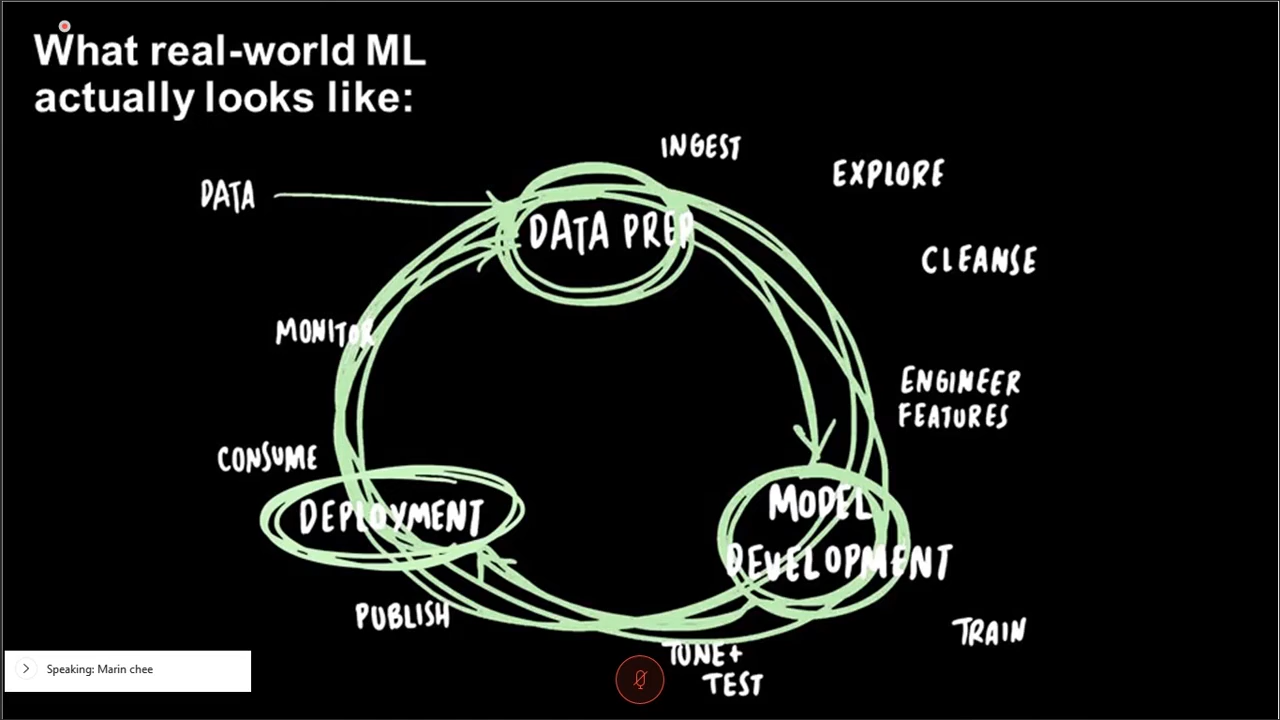 What real-world ML
actually looks like:
INGEST
EXPLORE
DATA
DATA PREP
CLEANSE
MONITOR
ENGINEER
FEATURES
CONSUME
MODEL
DEVELOPMENT
DEPLOYMENT
PUBLISH
TRAIN
TUNE+
TEST
Speaking: Marin chee